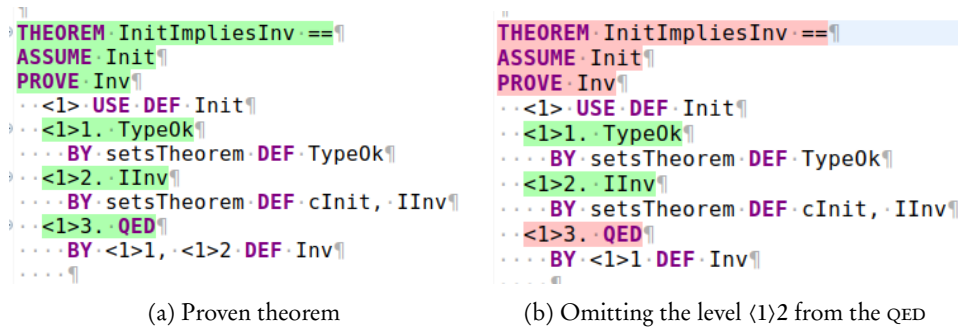 THEOREM InitImpliesInv ==
ASSUME Init
PROVE Inv
<1> USE DEF Init
<1>1. TypeOk
BY setsTheorem DEF TypeOk
<1>2. IInv
BY setsTheorem DEF cInit, IInv
<1>3. QED
BY <1>1, <1>2 DEF Inv
(a) Proven theorem
THEOREM InitImpliesInv ==
ASSUME Init
PROVE Inv
<1> USE DEF Init
<1>1. TypeOk
BY setsTheorem DEF TypeOk
<1>2. IInv
BY setsTheorem DEF cInit, IInv
<1>3. QED
BY <1>1 DEF Inv
(b) Omitting the level ⟨1⟩2 from the QED